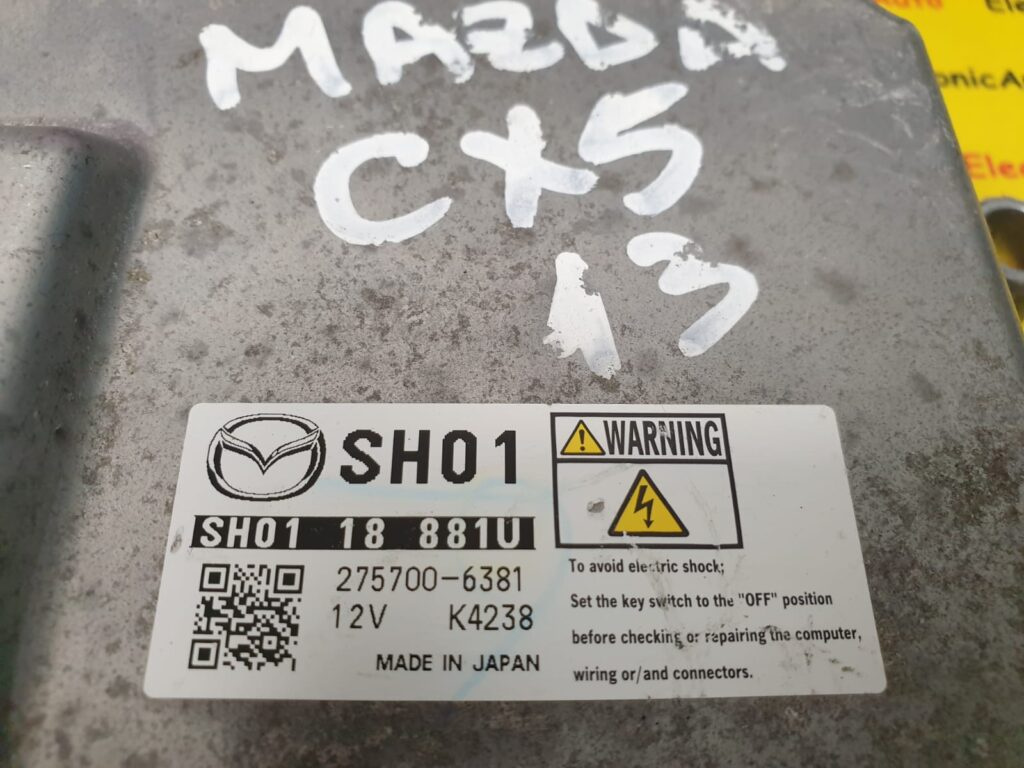 MAZDA
CX5
13
SH01
SH01 18 881U
275700-6381
12V K4238
MADE IN JAPAN
WARNING
To avoid electric shock;
Set the key switch to the "OFF" position
before checking or repairing the computer,
wiring or/and connectors.